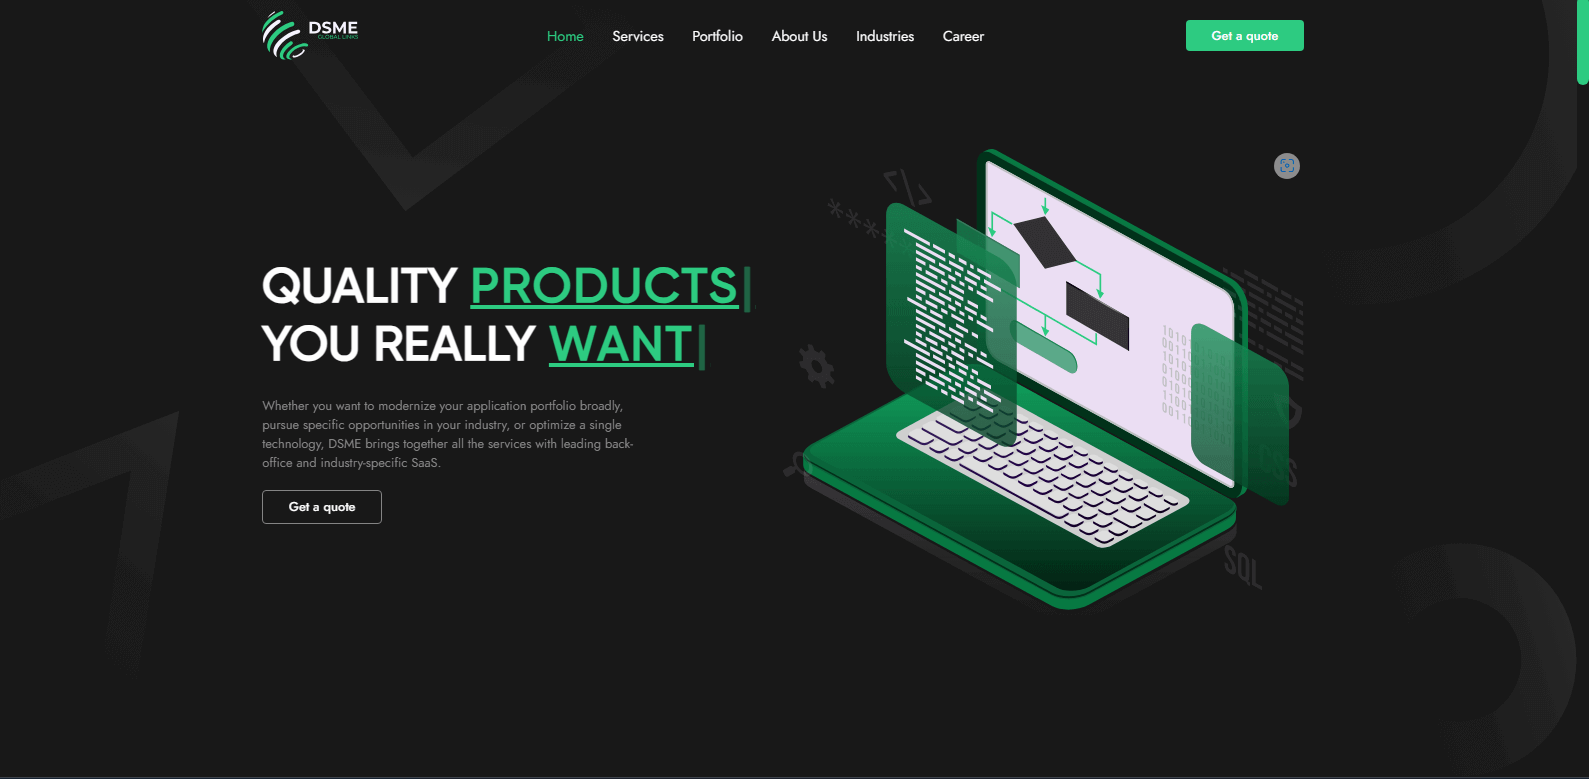 DSME
GLOBAL LINKS
Home Services Portfolio About Us Industries Career
Get a quote
QUALITY PRODUCTS|
YOU REALLY WANT|
Whether you want to modernize your application portfolio broadly,
pursue specific opportunities in your industry, or optimize a single
technology, DSME brings together all the services with leading back-
office and industry-specific SaaS.
Get a quote
</>
*****
SQL